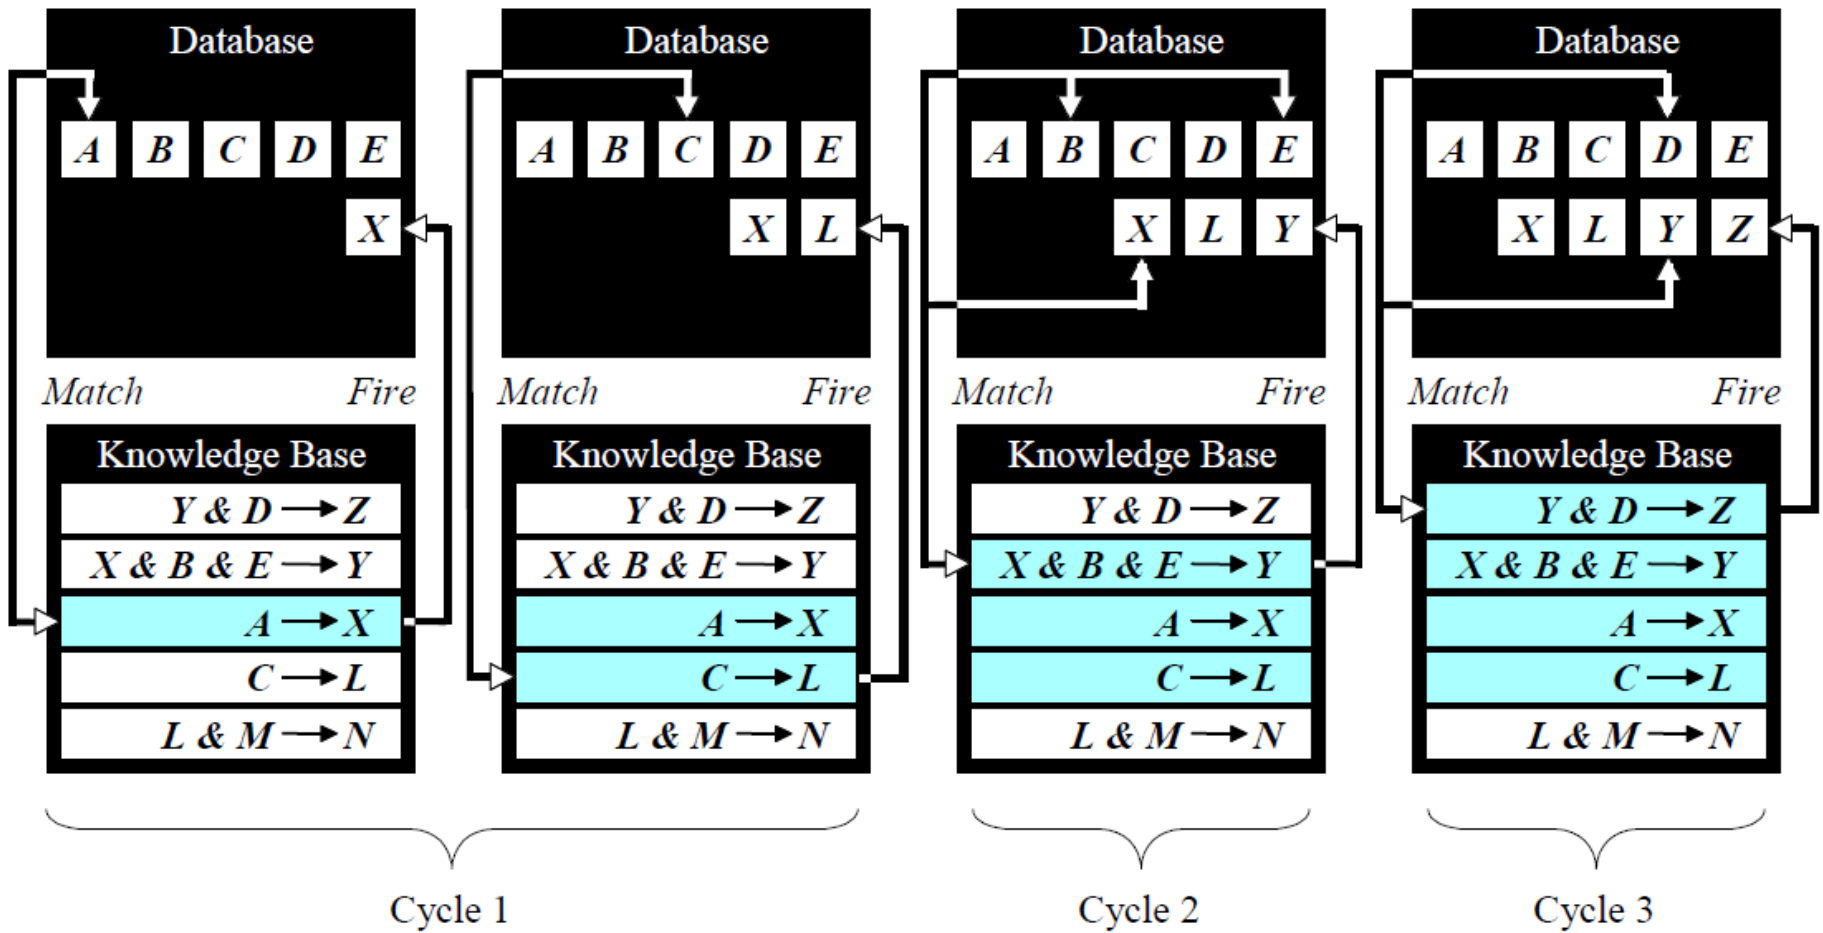 Database
A B C D E
X
Match Fire
Knowledge Base
Y & D → Z
X & B & E → Y
A → X
C → L
L & M → N
Database
A B C D E
X L
Match Fire
Knowledge Base
Y & D → Z
X & B & E → Y
A → X
C → L
L & M → N
Cycle 1
Database
A B C D E
X L Y
Match Fire
Knowledge Base
Y & D → Z
X & B & E → Y
A → X
C → L
L & M → N
Cycle 2
Database
A B C D E
X L Y Z
Match Fire
Knowledge Base
Y & D → Z
X & B & E → Y
A → X
C → L
L & M → N
Cycle 3